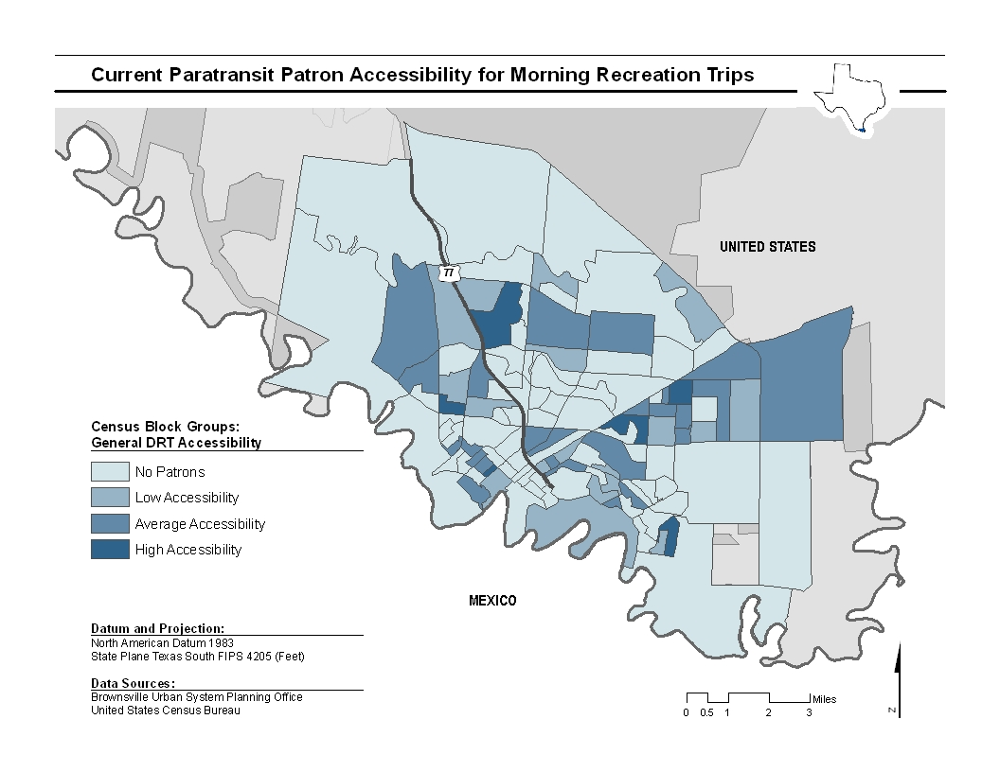 Current Paratransit Patron Accessibility for Morning Recreation Trips
UNITED STATES
77
Census Block Groups:
General DRT Accessibility
No Patrons
Low Accessibility
Average Accessibility
High Accessibility
MEXICO
Datum and Projection:
North American Datum 1983
State Plane Texas South FIPS 4205 (Feet)
Data Sources:
Brownsville Urban System Planning Office
United States Census Bureau
Miles
0 0.5 1 2 3
N